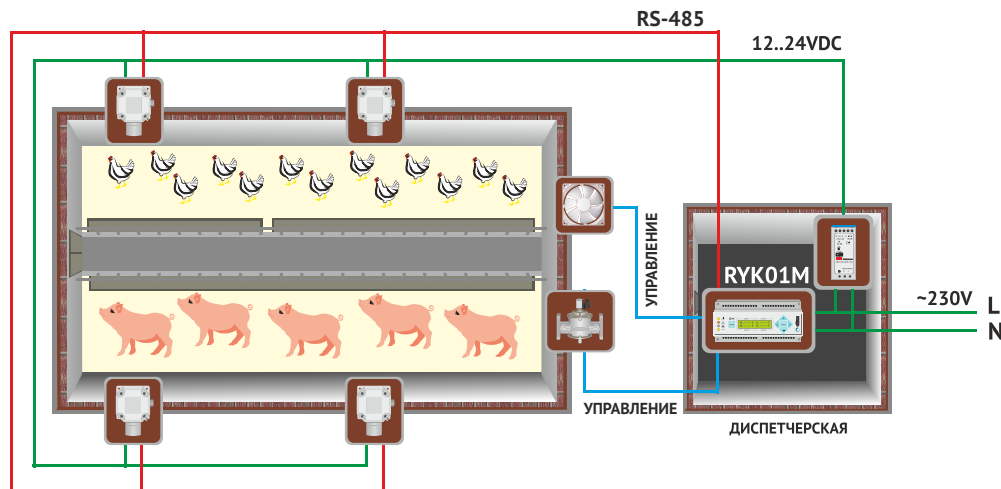 RS-485
12..24VDC
УПРАВЛЕНИЕ
RYK01M
~230V
L
N
УПРАВЛЕНИЕ
ДИСПЕТЧЕРСКАЯ